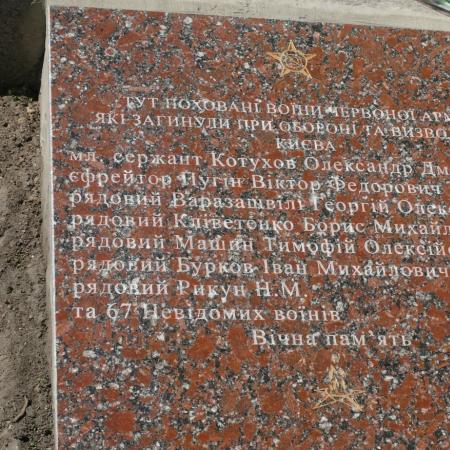 ТУТ ПОХОВАНІ ВОЇНИ ЧЕРВОНОЇ АРМ
ЯКІ ЗАГИНУЛИ ПРИ ОБОРОНІ ТА ВИЗВО
КИЄВА
мл. сержант Котухов Олександр Дм
єфрейтор Пугін Віктор Федорович
рядовий Варазашвілі Георгій Олек
рядовий Кліветенко Борис Михайл
рядовий Машин Тимофій Олексій
рядовий Бурков Іван Михайлович
рядовий Рикун Н.М.
та 67 Невідомих воїнів
Вічна пам`ять